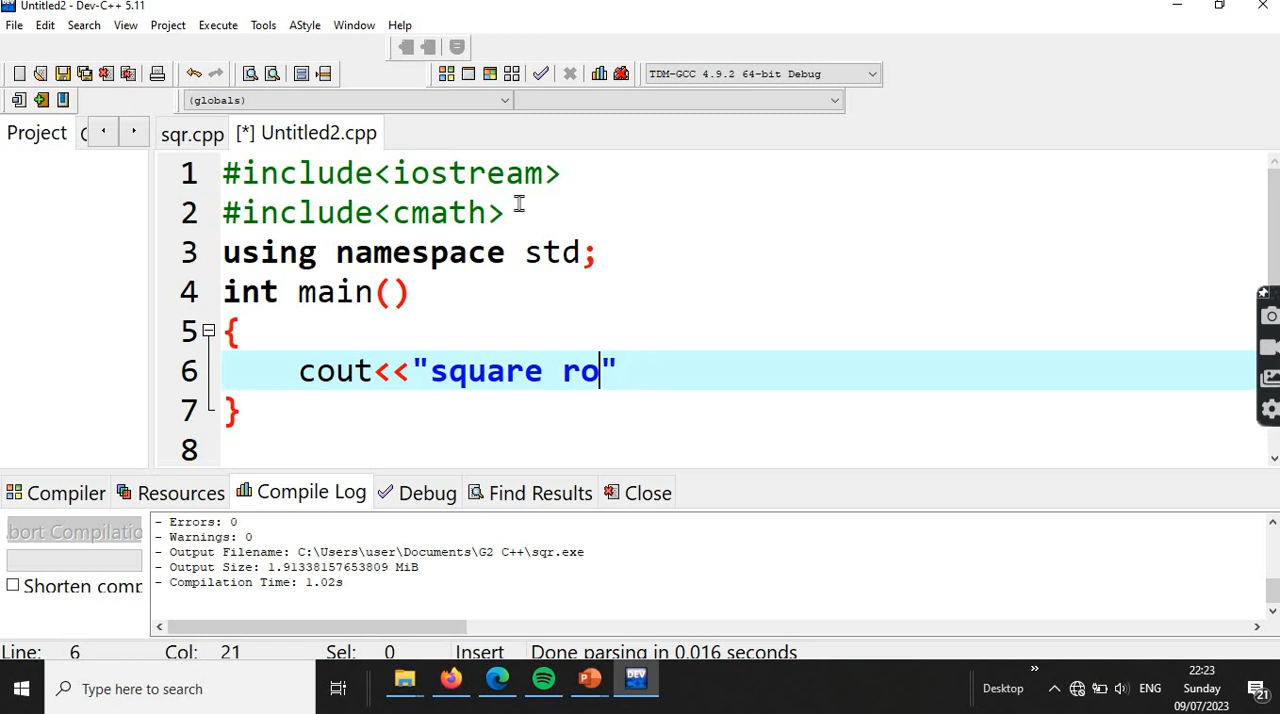 Untitled2 - Dev-C++ 5.11
File Edit Search View Project Execute Tools AStyle Window Help
TDM-GCC 4.9.2 64-bit Debug
(globals)
Project
sqr.cpp [*] Untitled2.cpp
1 #include<iostream>
2 #include<cmath>
3 using namespace std;
4 int main()
5 {
6 cout<<"square ro"
7 }
8
Compiler Resources Compile Log Debug Find Results Close
bort Compilatio
Shorten comp
- Errors: 0
- Warnings: 0
- Output Filename: C:\Users\user\Documents\G2 C++\sqr.exe
- Output Size: 1.91338157653809 MiB
- Compilation Time: 1.02s
Line: 6 Col: 21 Sel: 0 Insert Done parsing in 0.016 seconds
Type here to search
DEV
Desktop
ENG
22:23
Sunday
09/07/2023
21